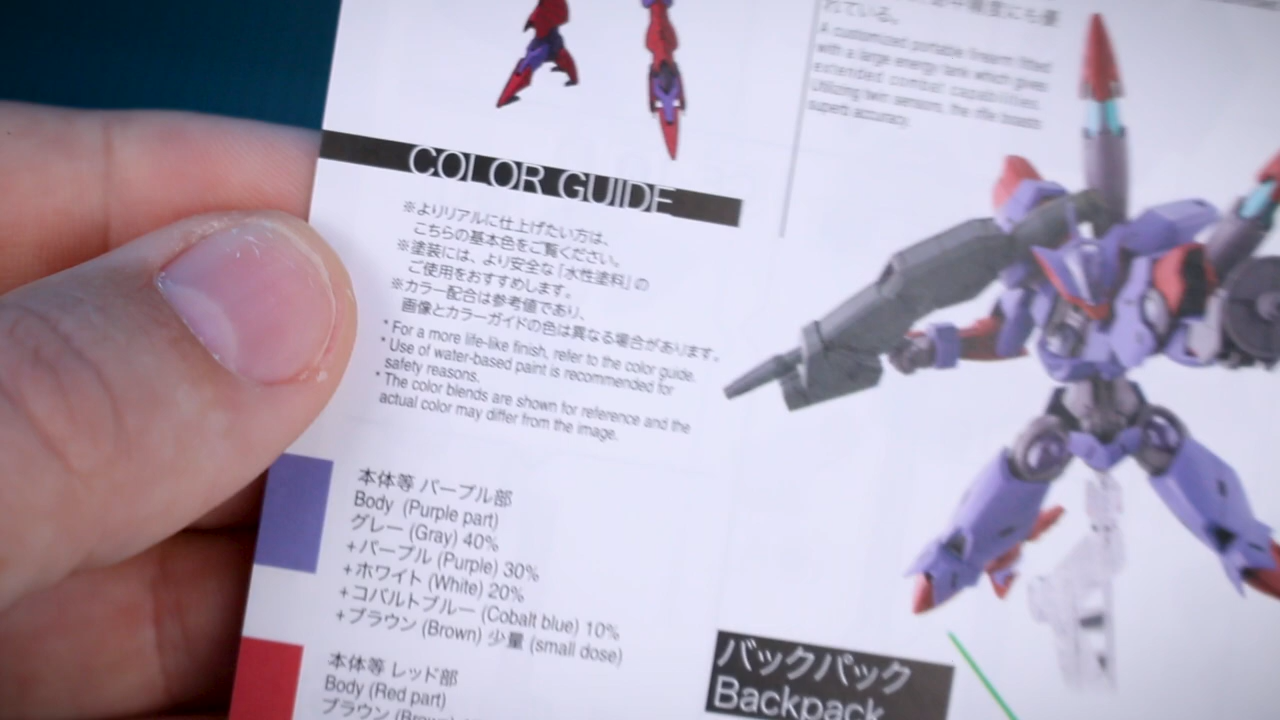 れている。
A customized portable firearm fitted
with a large energy tank which gives
extended combat capabilities.
Utilizing twin sensors, the rifle boasts
superb accuracy.
COLOR GUIDE
※よりリアルに仕上げたい方は、
こちらの基本色をご覧ください。
※塗装には、より安全な「水性塗料」の
ご使用をおすすめします。
※カラー配合は参考値であり、
画像とカラーガイドの色は異なる場合があります。
* For a more life-like finish, refer to the color guide.
* Use of water-based paint is recommended for
safety reasons.
* The color blends are shown for reference and the
actual color may differ from the image.
本体等 パープル部
Body (Purple part)
グレー (Gray) 40%
+パープル (Purple) 30%
+ホワイト (White) 20%
+コバルトブルー (Cobalt blue) 10%
+ブラウン (Brown) 少量 (small dose)
本体等 レッド部
Body (Red part)
ブラウン (Brown)
バックパック
Backpack